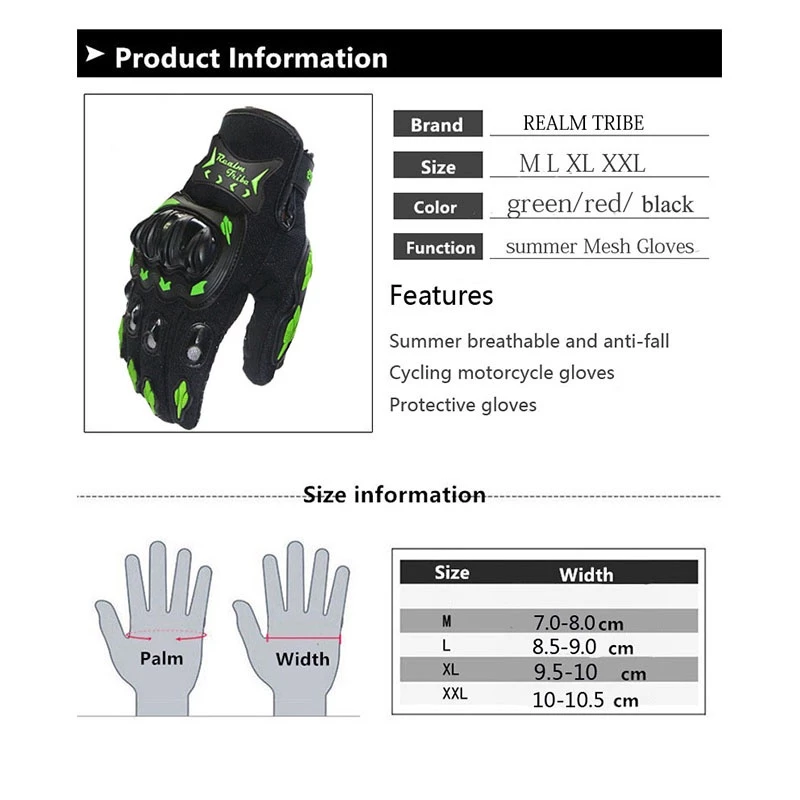 Product Information
Realm
Tribe
Brand REALM TRIBE
Size M L XL XXL
Color green/red/ black
Function summer Mesh Gloves
Features
Summer breathable and anti-fall
Cycling motorcycle gloves
Protective gloves
Size information
Palm
Width
Size Width
M 7.0-8.0 cm
L 8.5-9.0 cm
XL 9.5-10 cm
XXL 10-10.5 cm